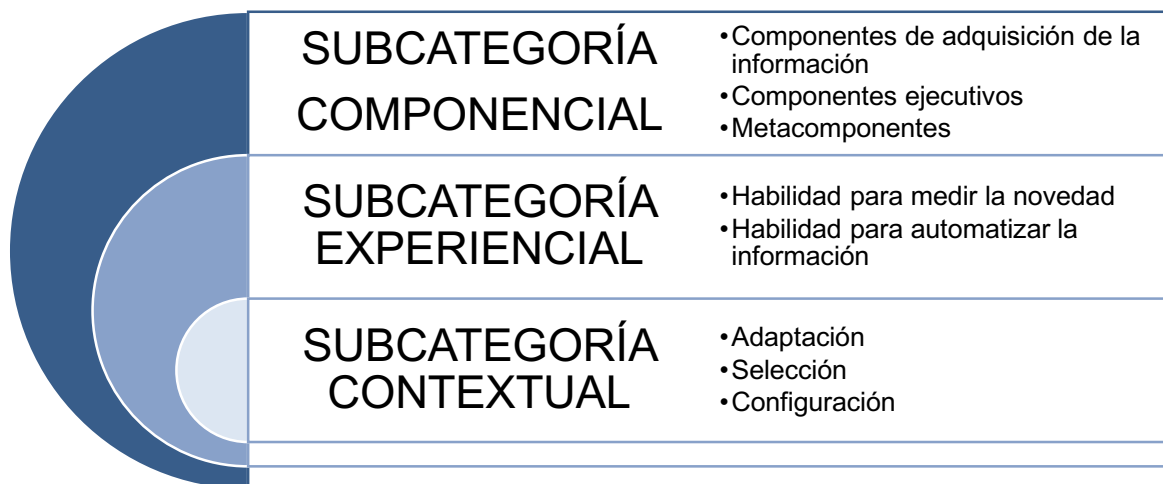 SUBCATEGORÍA
COMPONENCIAL
•Componentes de adquisición de la
información
•Componentes ejecutivos
•Metacomponentes
SUBCATEGORÍA
EXPERIENCIAL
•Habilidad para medir la novedad
•Habilidad para automatizar la
información
SUBCATEGORÍA
CONTEXTUAL
•Adaptación
•Selección
•Configuración